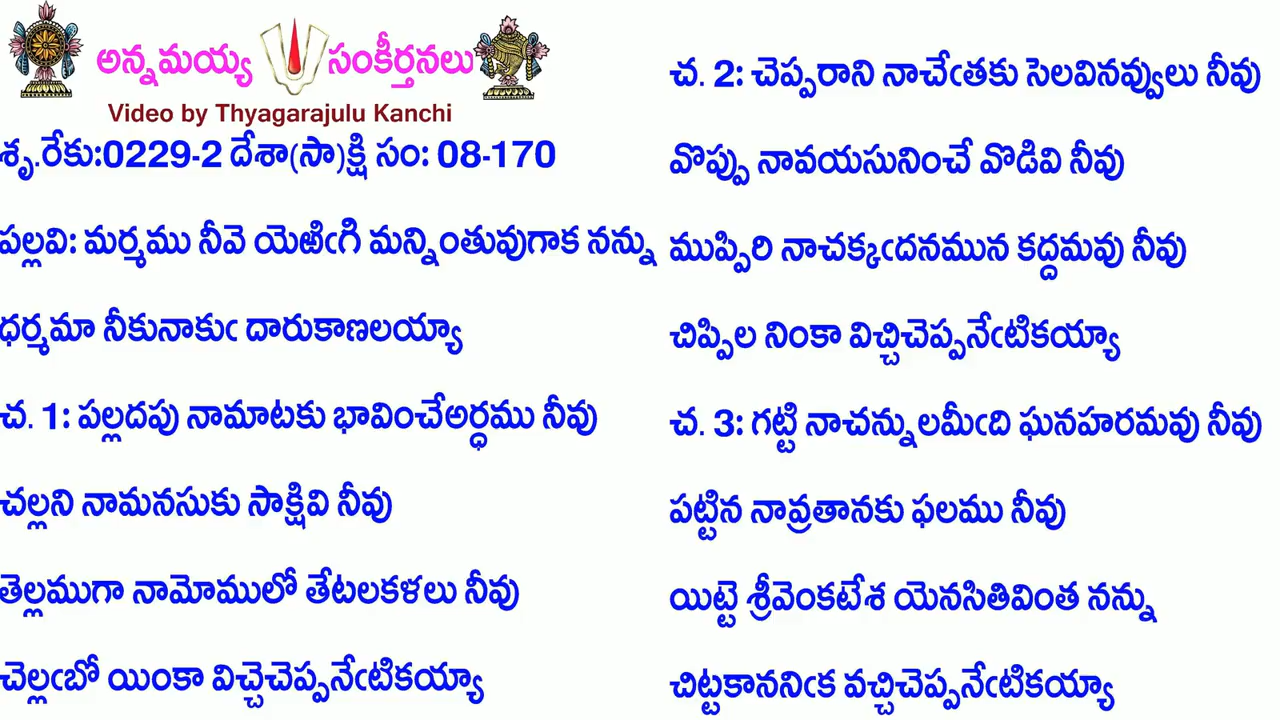 అన్నమయ్య సంకీర్తనలు
Video by Thyagarajulu Kanchi
శృ.రేకు:0229-2 దేశా(సా)క్షి సం: 08-170
పల్లవి: మర్మము నీవె యెఱిఁగి మన్నింతువుగాక నన్ను
ధర్మమా నీకునాకుఁ దారుకాణలయ్యా
చ. 1: పల్లదపు నామాటకు భావించేఅర్ధము నీవు
చల్లని నామనసుకు సాక్షివి నీవు
తెల్లముగా నామోములో తేటలకళలు నీవు
చెల్లఁబో యింకా విచ్చెచెప్పనేఁటికయ్యా
చ. 2: చెప్పరాని నాచేఁతకు సెలవినవ్వులు నీవు
వొప్పు నావయసునించే వొడివి నీవు
ముప్పిరి నాచక్కఁదనమున కద్దమవు నీవు
చిప్పిల నింకా విచ్చిచెప్పనేఁటికయ్యా
చ. 3: గట్టి నాచన్నులమీఁది ఘనహరమవు నీవు
పట్టిన నావ్రతానకు ఫలము నీవు
యిట్టె శ్రీవెంకటేశ యెనసితివింత నన్ను
చిట్టకాననిఁక వచ్చిచెప్పనేఁటికయ్యా